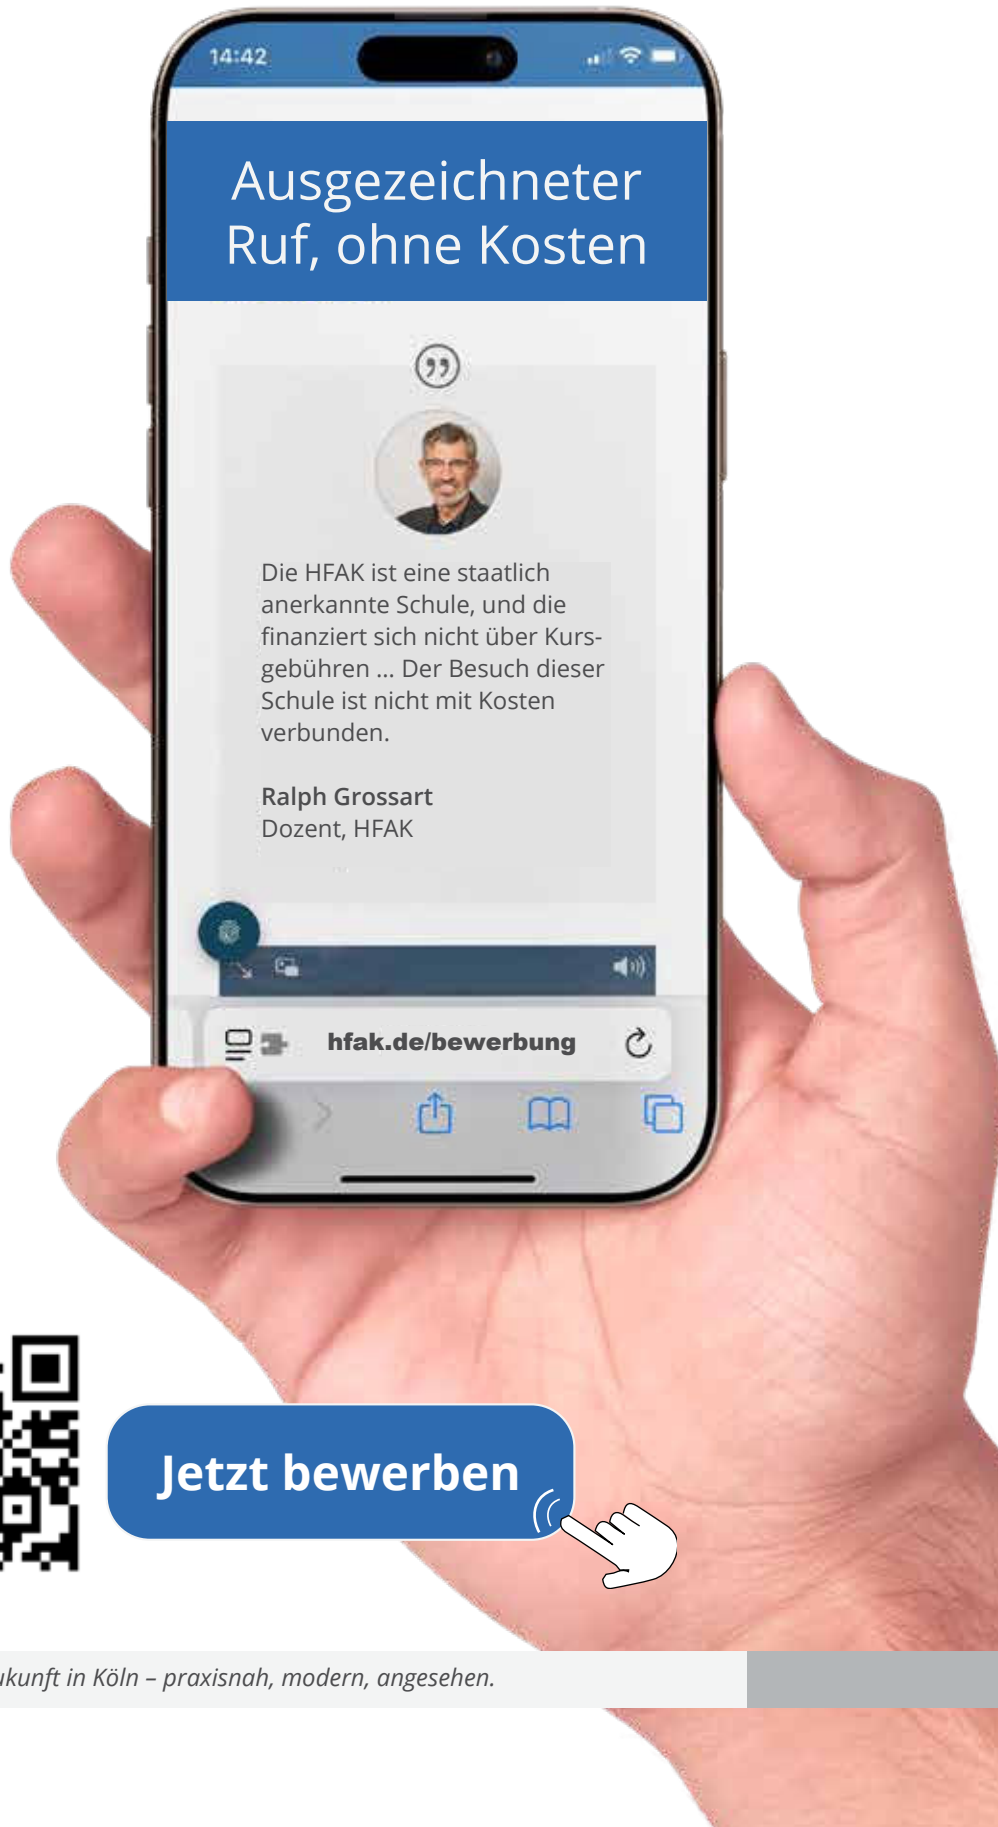 14:42
Ausgezeichneter
Ruf, ohne Kosten
Die HFAK ist eine staatlich
anerkannte Schule, und die
finanziert sich nicht über Kurs-
gebühren ... Der Besuch dieser
Schule ist nicht mit Kosten
verbunden.
Ralph Grossart
Dozent, HFAK
hfak.de/bewerbung
Jetzt bewerben
ukunft in Köln – praxisnah, modern, angesehen.